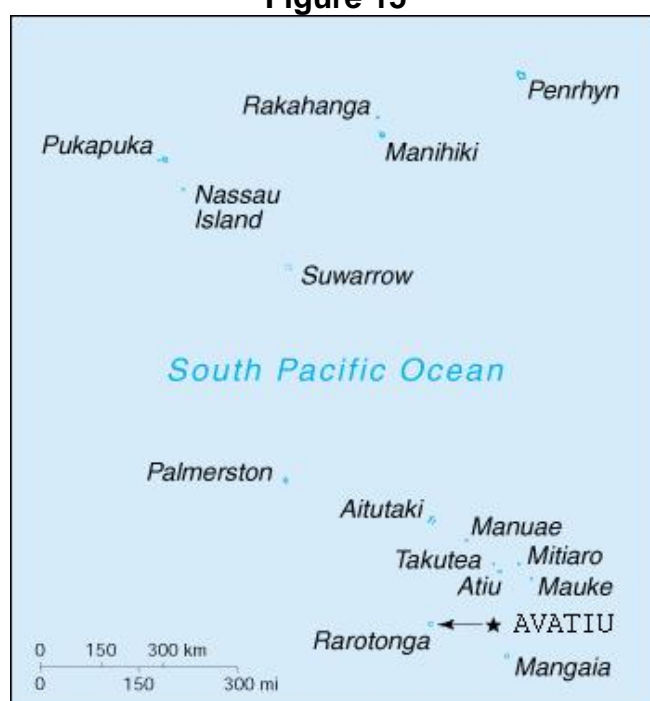 Figure 15
Penrhyn
Rakahanga
Manihiki
Pukapuka
Nassau
Island
Suwarrow
South Pacific Ocean
Palmerston
Aitutaki
Manuae
Takutea
Mitiaro
Atiu
Mauke
AVATIU
Rarotonga
Mangaia
0 150 300 km
0 150 300 mi